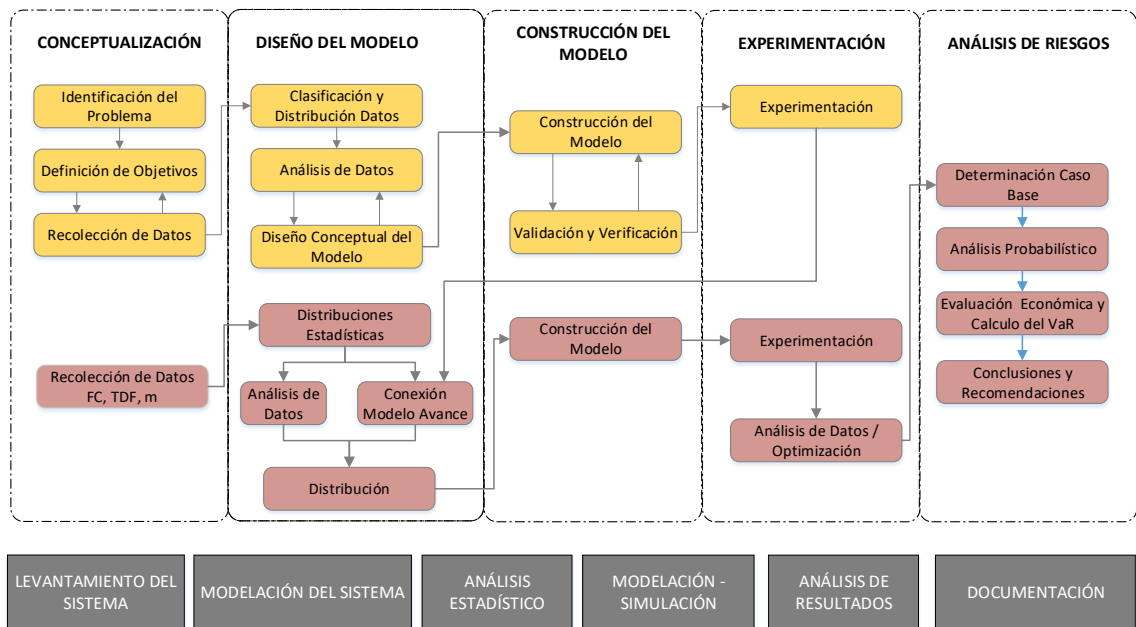 CONCEPTUALIZACIÓN
Identificación del
Problema
Definición de Objetivos
Recolección de Datos
Recolección de Datos
FC, TDF, m
DISEÑO DEL MODELO
Clasificación y
Distribución Datos
Análisis de Datos
Diseño Conceptual del
Modelo
Distribuciones
Estadísticas
Análisis de
Datos
Conexión
Modelo Avance
Distribución
CONSTRUCCIÓN DEL
MODELO
Construcción del
Modelo
Validación y Verificación
Construcción del
Modelo
EXPERIMENTACIÓN
Experimentación
Experimentación
Análisis de Datos /
Optimización
ANÁLISIS DE RIESGOS
Determinación Caso
Base
Análisis Probabilístico
Evaluación Económica y
Calculo del VaR
Conclusiones y
Recomendaciones
LEVANTAMIENTO DEL
SISTEMA
MODELACIÓN DEL SISTEMA
ANÁLISIS
ESTADÍSTICO
MODELACIÓN -
SIMULACIÓN
ANÁLISIS DE
RESULTADOS
DOCUMENTACIÓN